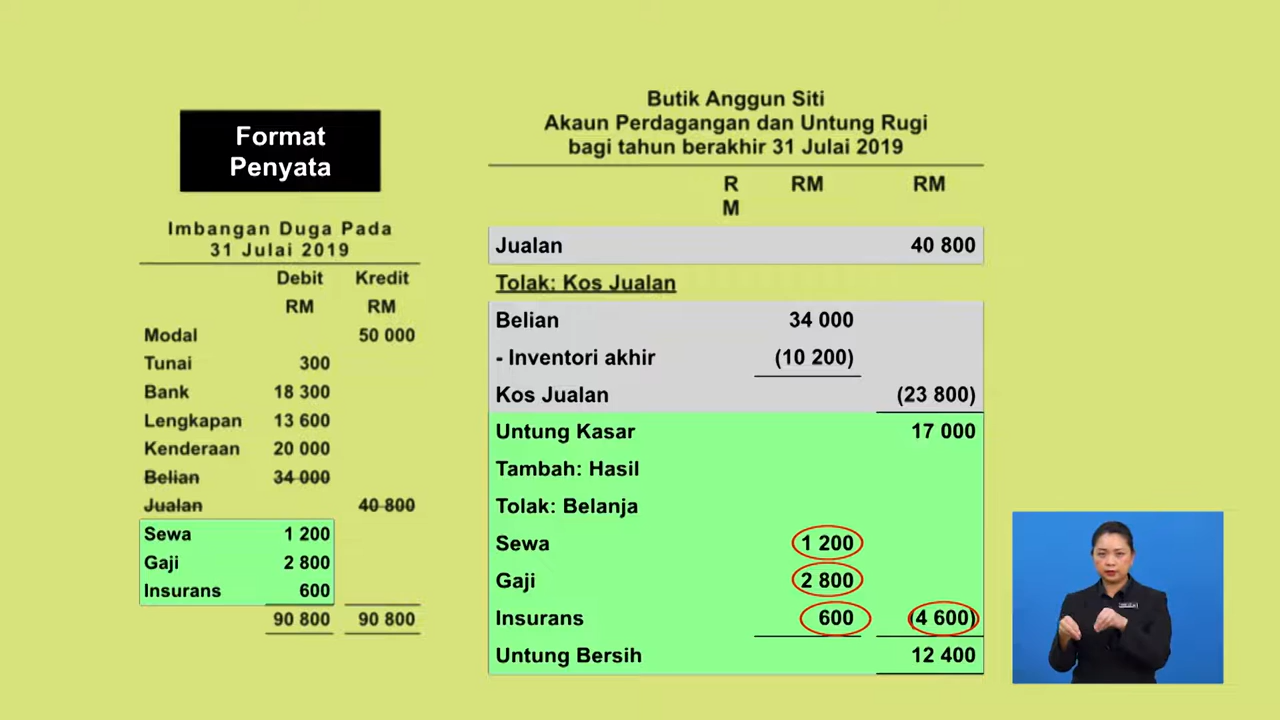 Format
Penyata
Imbangan Duga Pada
31 Julai 2019
Debit Kredit
RM RM
Modal 50 000
Tunai 300
Bank 18 300
Lengkapan 13 600
Kenderaan 20 000
Belian 34 000
Jualan 40 800
Sewa 1 200
Gaji 2 800
Insurans 600
90 800 90 800
Butik Anggun Siti
Akaun Perdagangan dan Untung Rugi
bagi tahun berakhir 31 Julai 2019
R RM RM
M
Jualan 40 800
Tolak: Kos Jualan
Belian 34 000
- Inventori akhir (10 200)
Kos Jualan (23 800)
Untung Kasar 17 000
Tambah: Hasil
Tolak: Belanja
Sewa 1 200
Gaji 2 800
Insurans 600 (4 600)
Untung Bersih 12 400